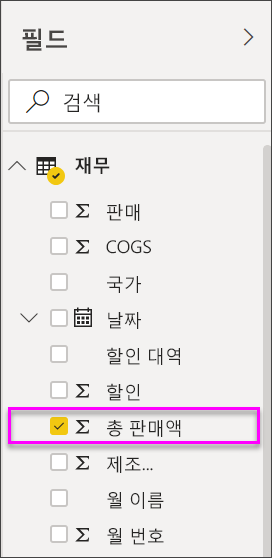 필드
검색
재무
Σ 판매
Σ COGS
국가
날짜
할인 대역
Σ 할인
Σ 총 판매액
Σ 제조...
월 이름
Σ 월 번호